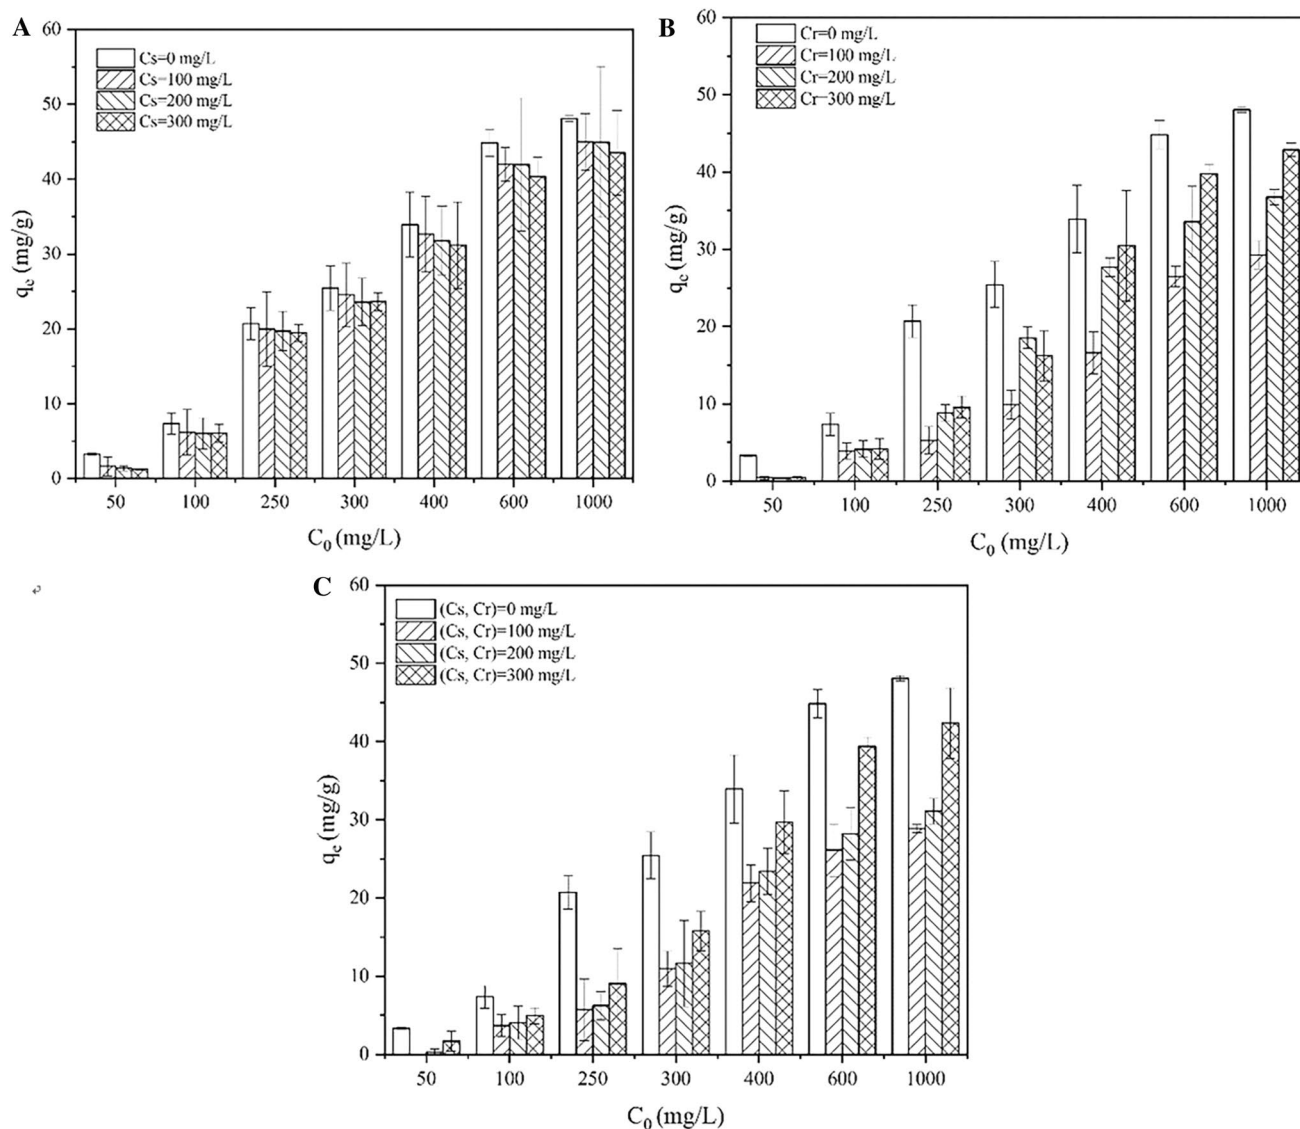 A
60
50
40
30
20
10
0
qe (mg/g)
Cs=0 mg/L
Cs=100 mg/L
Cs=200 mg/L
Cs=300 mg/L
50 100 250 300 400 600 1000
C0 (mg/L)
B
60
50
40
30
20
10
0
qe (mg/g)
Cr=0 mg/L
Cr=100 mg/L
Cr=200 mg/L
Cr=300 mg/L
50 100 250 300 400 600 1000
C0 (mg/L)
C
60
50
40
30
20
10
0
qe (mg/g)
(Cs, Cr)=0 mg/L
(Cs, Cr)=100 mg/L
(Cs, Cr)=200 mg/L
(Cs, Cr)=300 mg/L
50 100 250 300 400 600 1000
C0 (mg/L)